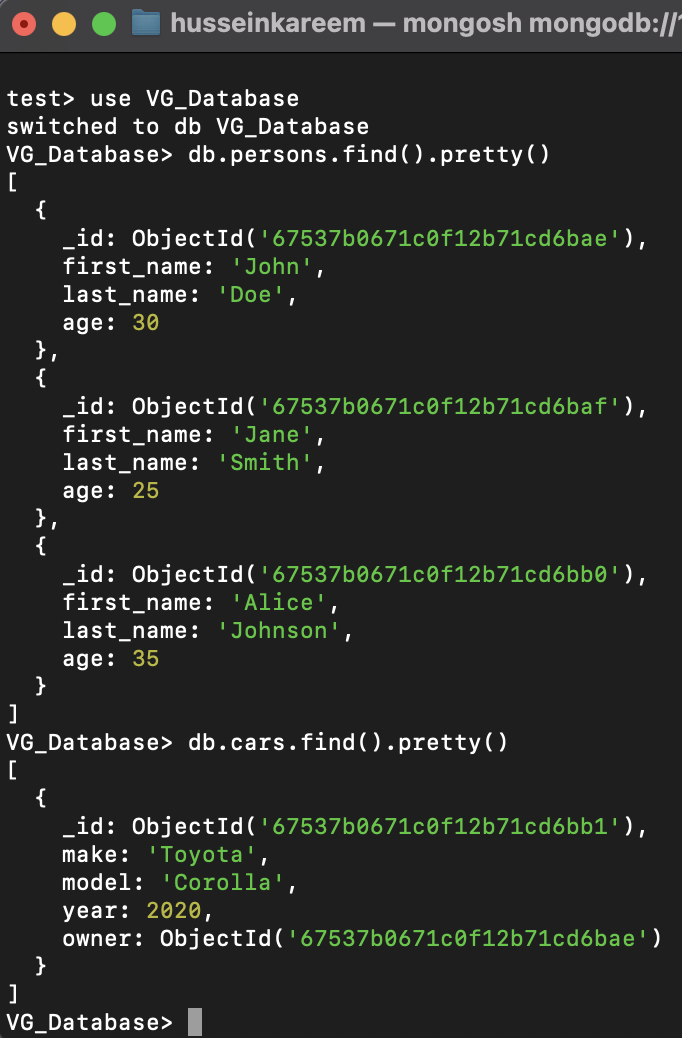 husseinkareem — mongosh mongodb://
test> use VG_Database
switched to db VG_Database
VG_Database> db.persons.find().pretty()
[
  {
    _id: ObjectId('67537b0671c0f12b71cd6bae'),
    first_name: 'John',
    last_name: 'Doe',
    age: 30
  },
  {
    _id: ObjectId('67537b0671c0f12b71cd6baf'),
    first_name: 'Jane',
    last_name: 'Smith',
    age: 25
  },
  {
    _id: ObjectId('67537b0671c0f12b71cd6bb0'),
    first_name: 'Alice',
    last_name: 'Johnson',
    age: 35
  }
]
VG_Database> db.cars.find().pretty()
[
  {
    _id: ObjectId('67537b0671c0f12b71cd6bb1'),
    make: 'Toyota',
    model: 'Corolla',
    year: 2020,
    owner: ObjectId('67537b0671c0f12b71cd6bae')
  }
]
VG_Database>